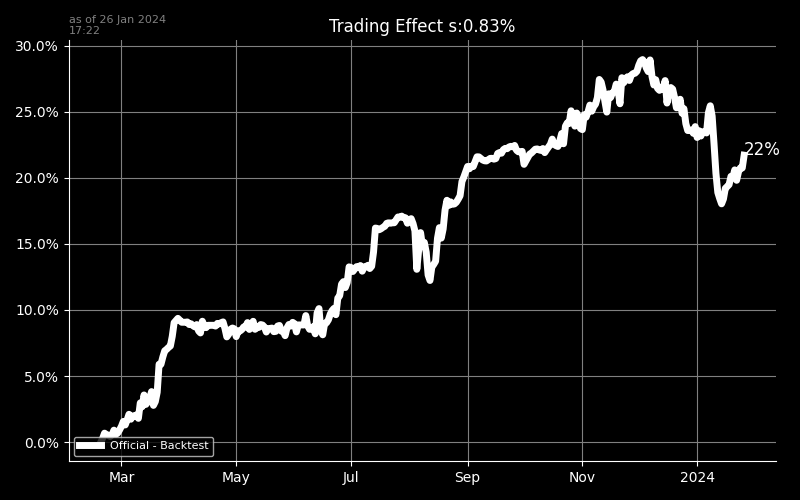 as of 26 Jan 2024
17:22
Trading Effect s:0.83%
30.0%
25.0%
22%
20.0%
15.0%
10.0%
5.0%
0.0%
Official - Backtest
Mar May Jul Sep Nov 2024